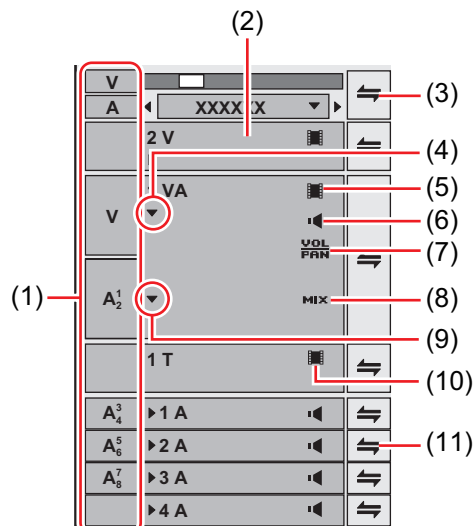 (2)
V
A
XXXXXX
(3)
2 V
(4)
VA
(5)
(6)
V
VOL
PAN
(7)
(1)
A 1 2
MIX
(8)
(9)
1 T
(10)
A 3 4
1 A
A 5 6
2 A
(11)
A 7 8
3 A
4 A